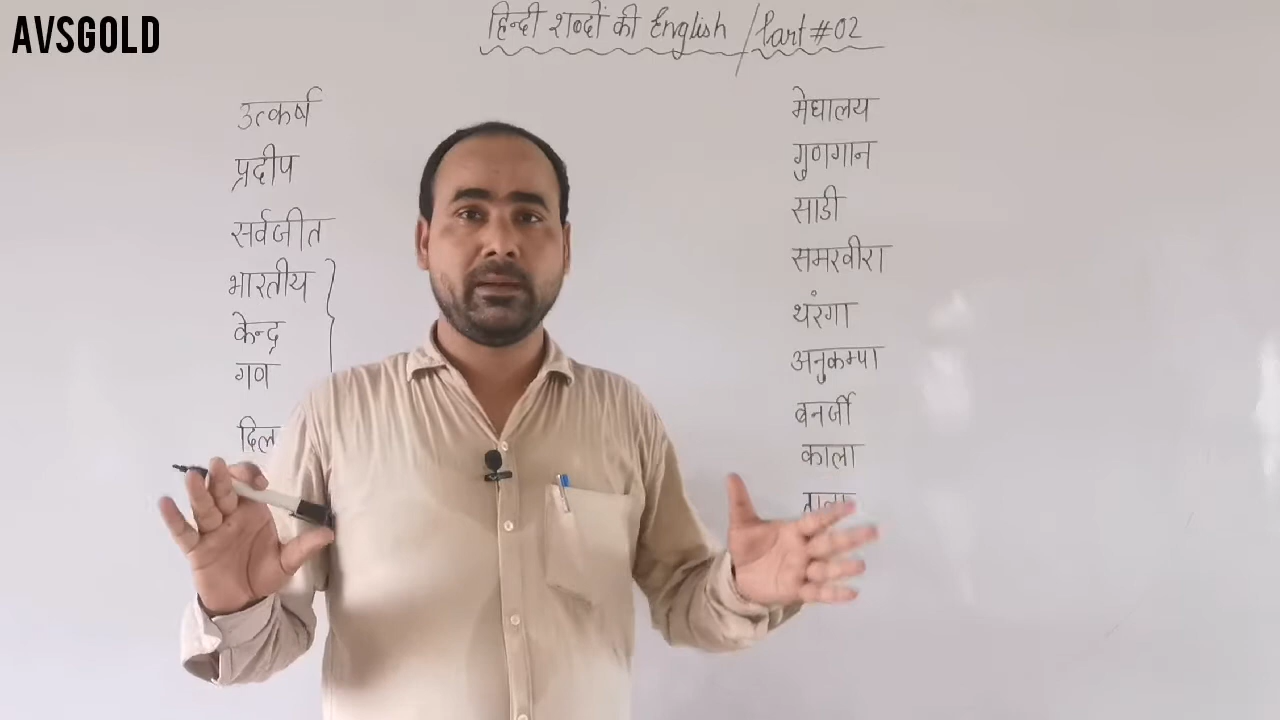 AVSGOLD
हिन्दी शब्दों की English / Part #02
उत्कर्ष
प्रदीप
सर्वजीत
भारतीय
केन्द्र
गण
दिल
मेघालय
गुणगान
साडी
समरवीरा
थरंगा
अनुकम्पा
बनर्जी
काला